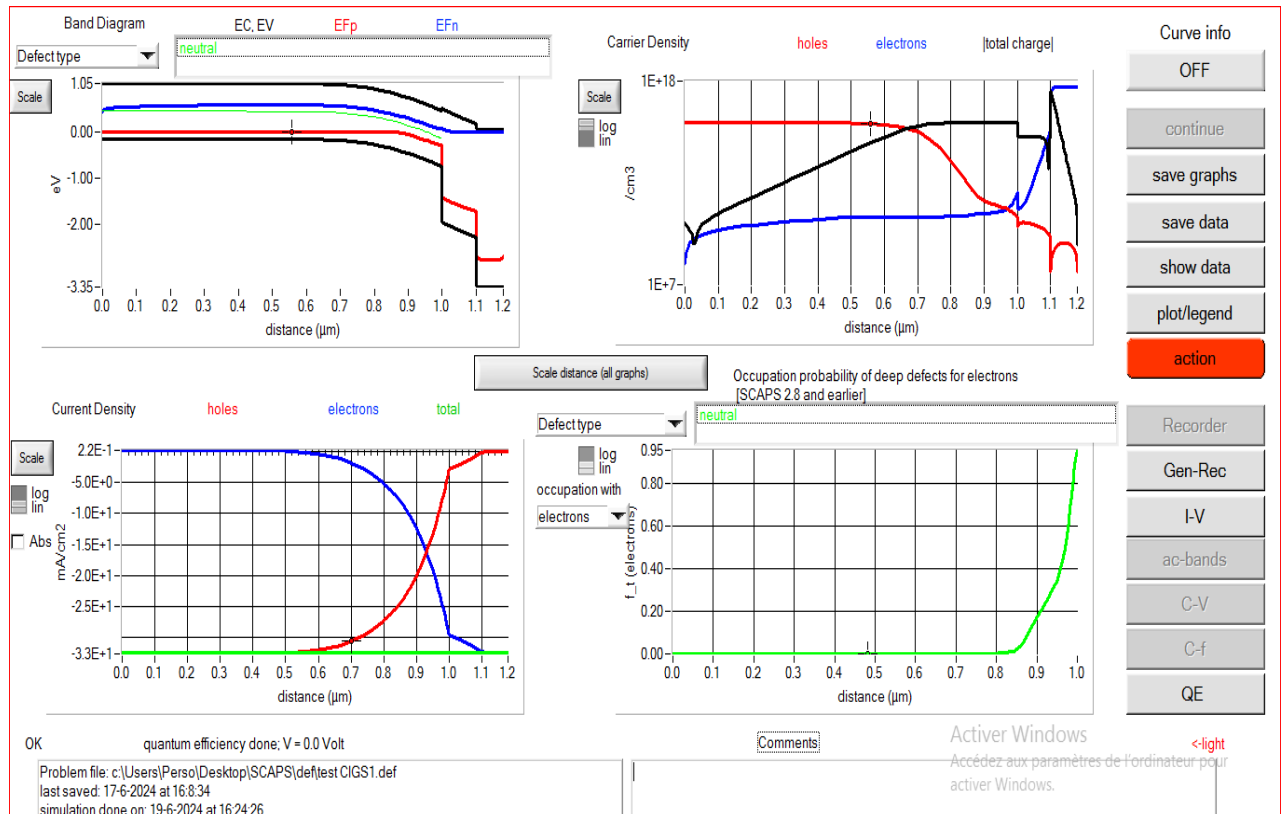 Band Diagram EC, EV EFp EFn
Defect type
neutral
Scale
1.05
0.00
-1.00
-2.00
-3.35
eV
0.0 0.1 0.2 0.3 0.4 0.5 0.6 0.7 0.8 0.9 1.0 1.1 1.2
distance (µm)
Carrier Density holes electrons |total charge|
Scale
log
lin
1E+18
1E+7
/cm3
0.0 0.1 0.2 0.3 0.4 0.5 0.6 0.7 0.8 0.9 1.0 1.1 1.2
distance (µm)
Curve info
OFF
continue
save graphs
save data
show data
plot/legend
action
Recorder
Gen-Rec
I-V
ac-bands
C-V
C-f
QE
Scale distance (all graphs)
Current Density holes electrons total
Scale
log
lin
Abs
2.2E-1
-5.0E+0
-1.0E+1
-1.5E+1
-2.0E+1
-2.5E+1
-3.3E+1
mA/cm2
0.0 0.1 0.2 0.3 0.4 0.5 0.6 0.7 0.8 0.9 1.0 1.1 1.2
distance (µm)
Occupation probability of deep defects for electrons
[SCAPS 2.8 and earlier]
Defect type
neutral
log
lin
occupation with
electrons
0.95
0.80
0.60
0.40
0.20
0.00
f_t (electrons)
0.0 0.1 0.2 0.3 0.4 0.5 0.6 0.7 0.8 0.9 1.0
distance (µm)
OK quantum efficiency done; V = 0.0 Volt
Comments
<-light
Problem file: c:\Users\Perso\Desktop\SCAPS\def\test CIGS1.def
last saved: 17-6-2024 at 16:8:34
simulation done on: 19-6-2024 at 16:24:26
Activer Windows
Accédez aux paramètres de l'ordinateur pour
activer Windows.